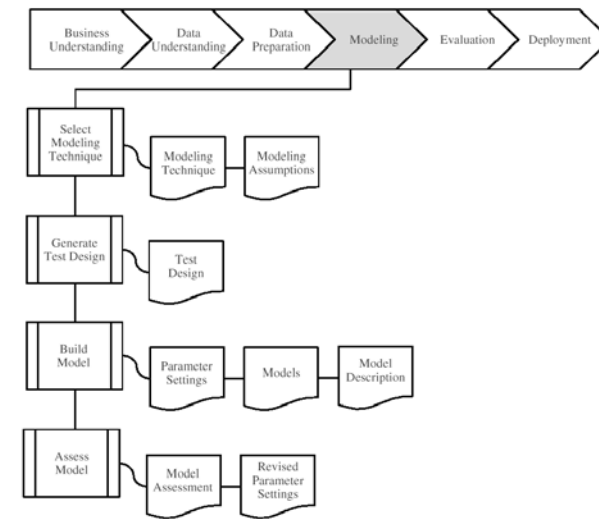 Business
Understanding
Data
Understanding
Data
Preparation
Modeling
Evaluation
Deployment
Select
Modeling
Technique
Modeling
Technique
Modeling
Assumptions
Generate
Test Design
Test
Design
Build
Model
Parameter
Settings
Models
Model
Description
Assess
Model
Model
Assessment
Revised
Parameter
Settings